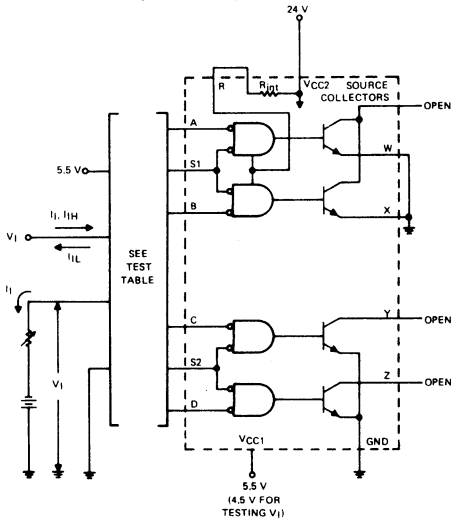 24 V
R
Rint
VCC2
SOURCE
COLLECTORS
OPEN
A
W
5.5 V
S1
II, IIH
B
X
VI
IIL
SEE
TEST
TABLE
II
C
Y
OPEN
VI
S2
Z
OPEN
D
VCC1
GND
5.5 V
(4.5 V FOR
TESTING VI)